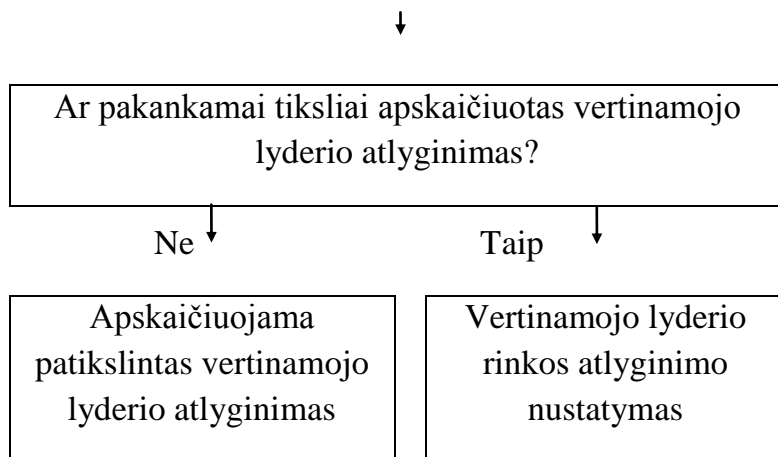 Ar pakankamai tiksliai apskaičiuotas vertinamojo
lyderio atlyginimas?
Ne
Taip
Apskaičiuojama
patikslintas vertinamojo
lyderio atlyginimas
Vertinamojo lyderio
rinkos atlyginimo
nustatymas